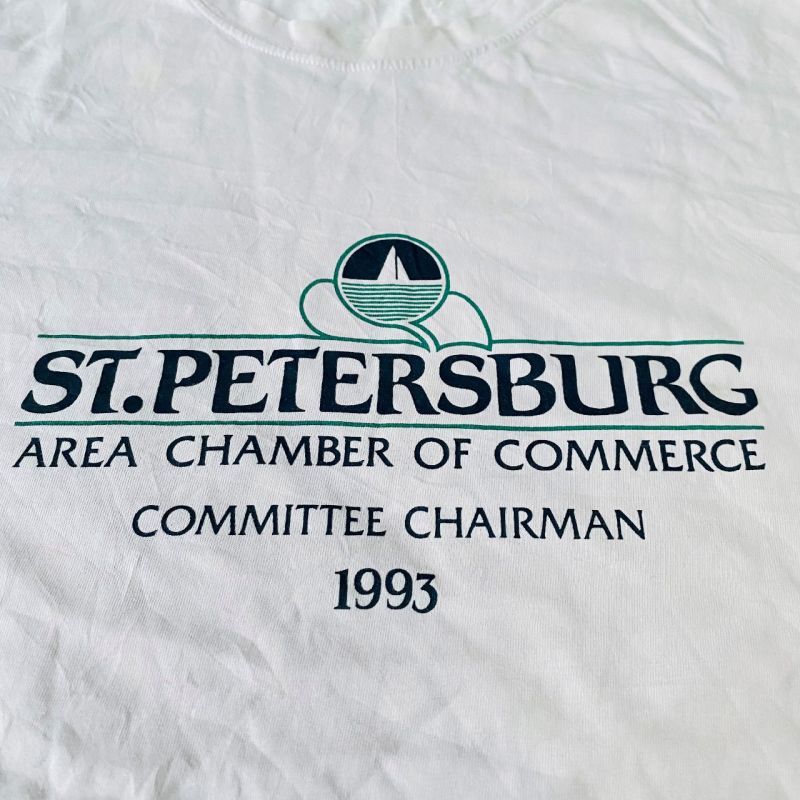 ST. PETERSBURG
AREA CHAMBER OF COMMERCE
COMMITTEE CHAIRMAN
1993